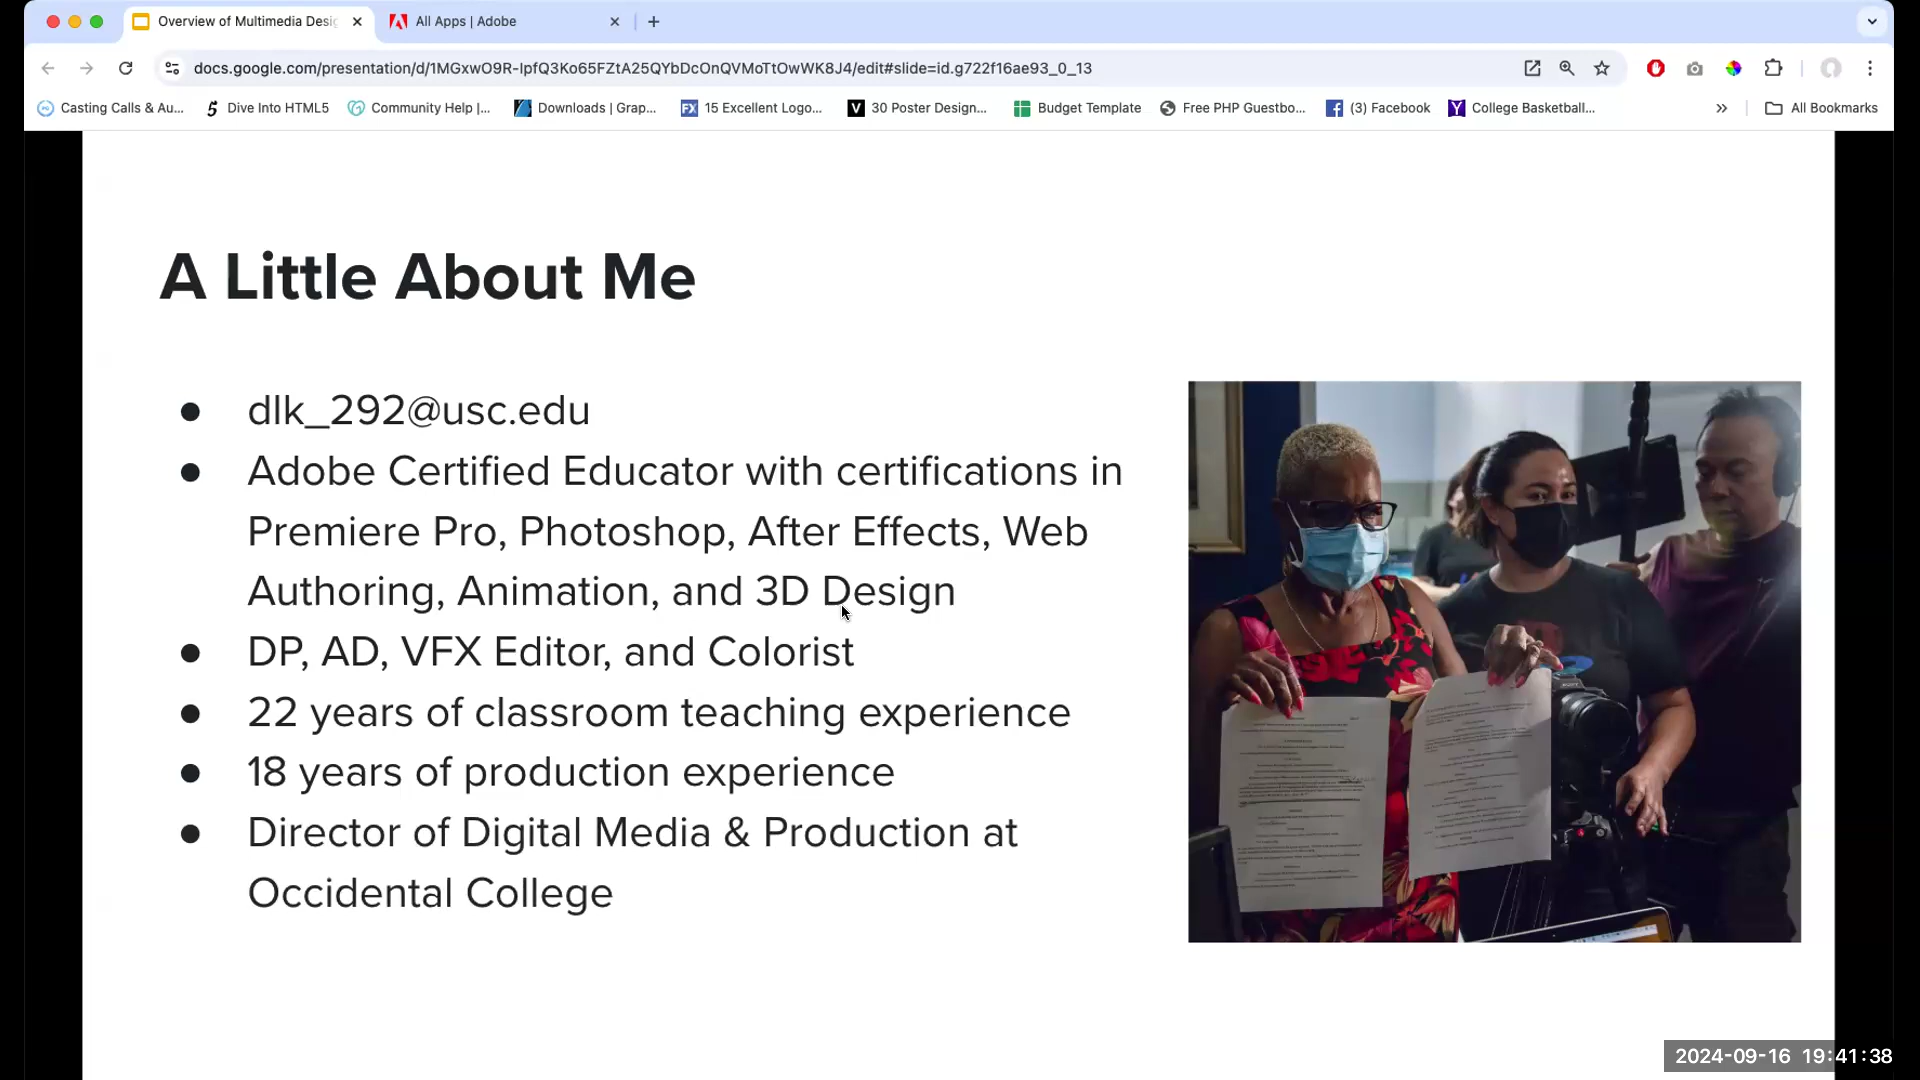 Overview of Multimedia Desi
All Apps | Adobe
docs.google.com/presentation/d/1MGxwO9R-lpfQ3Ko65FZtA25QYbDcOnQVMoTtOwWK8J4/edit#slide=id.g722f16ae93_0_13
Casting Calls & Au...
Dive Into HTML5
Community Help |...
Downloads | Grap...
15 Excellent Logo...
30 Poster Design...
Budget Template
Free PHP Guestbo...
(3) Facebook
College Basketball...
All Bookmarks
A Little About Me
● dlk_292@usc.edu
● Adobe Certified Educator with certifications in
Premiere Pro, Photoshop, After Effects, Web
Authoring, Animation, and 3D Design
● DP, AD, VFX Editor, and Colorist
● 22 years of classroom teaching experience
● 18 years of production experience
● Director of Digital Media & Production at
Occidental College
2024-09-16 19:41:38